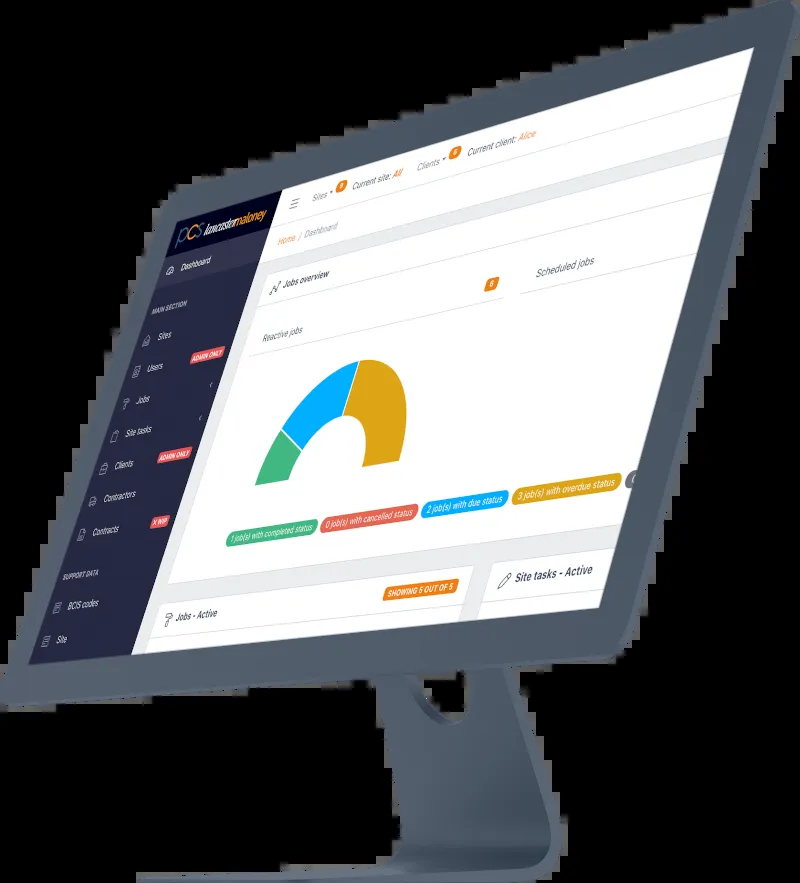 pcs lancastermaloney
Dashboard
MAIN SECTION
Sites
Users
ADMIN ONLY
Jobs
Site tasks
Clients
ADMIN ONLY
Contractors
Contracts
X WIP
SUPPORT DATA
BCIS codes
Site
Sites
Current site: All
Clients
6
Current client: Alice
Home / Dashboard
Jobs overview
Reactive jobs
6
Scheduled jobs
1 job(s) with completed status
0 job(s) with cancelled status
2 job(s) with due status
3 job(s) with overdue status
Jobs - Active
SHOWING 5 OUT OF 5
Site tasks - Active